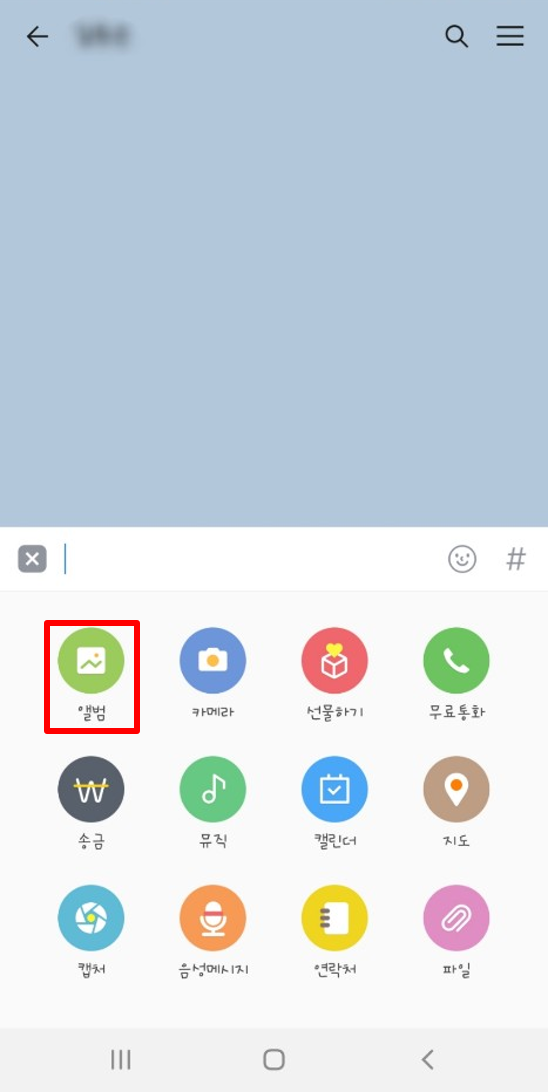 #
앨범 카메라 선물하기 무료통화
송금 뮤직 캘린더 지도
캡처 음성메시지 연락처 파일